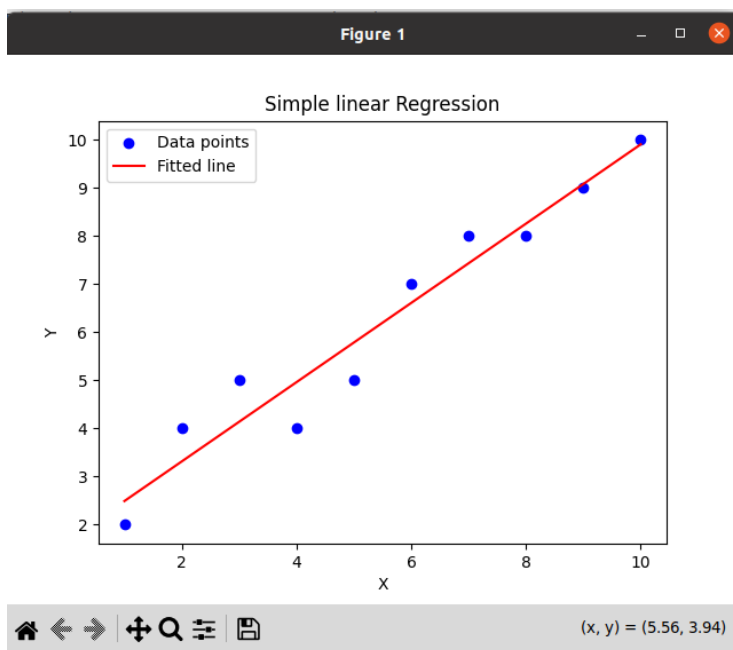 Figure 1
Simple linear Regression
Data points
Fitted line
10
9
8
7
6
5
4
3
2
Y
2 4 6 8 10
X
(x, y) = (5.56, 3.94)